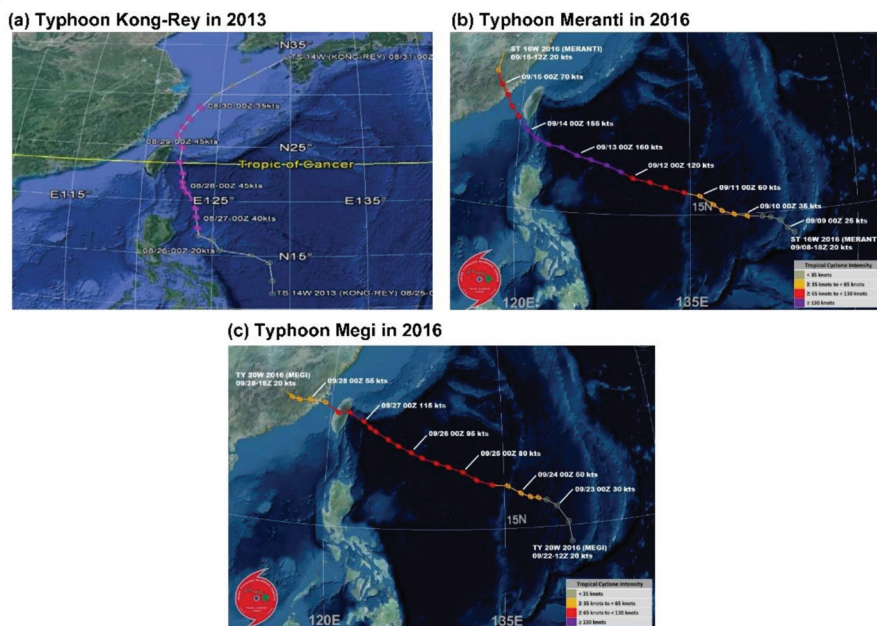 (a) Typhoon Kong-Rey in 2013
N35°
TS 14W (KONG-REY) 08/31-00Z
08/30-00Z-35kts
08/29-00Z 45kts
N25°
Tropic of Cancer
E115°
08/28-00Z 45kts
E125°
E135°
08/27-00Z 40kts
08/26-00Z 20kts
N15°
TS 14W 2013 (KONG-REY) 08/25-0
(b) Typhoon Meranti in 2016
ST 16W 2016 (MERANTI)
09/15-12Z 20 kts
09/15 00Z 70 kts
09/14 00Z 155 kts
09/13 00Z 160 kts
09/12 00Z 120 kts
09/11 00Z 60 kts
15N
09/10 00Z 35 kts
09/09 00Z 25 kts
ST 16W 2016 (MERANT
09/08-18Z 20 kts
Tropical Cyclone Intensity
< 35 knots
≥ 35 knots to < 65 knots
≥ 65 knots to < 130 knots
≥ 130 knots
120E
135E
(c) Typhoon Megi in 2016
TY 20W 2016 (MEGI)
09/28-18Z 20 kts
09/28 00Z 55 kts
09/27 00Z 115 kts
09/26 00Z 95 kts
09/25 00Z 80 kts
09/24 00Z 50 kts
09/23 00Z 30 kts
15N
TY 20W 2016 (MEGI)
09/22-12Z 20 kts
Tropical Cyclone Intensity
< 35 knots
≥ 35 knots to < 65 knots
≥ 65 knots to < 130 knots
≥ 130 knots
120E
135E